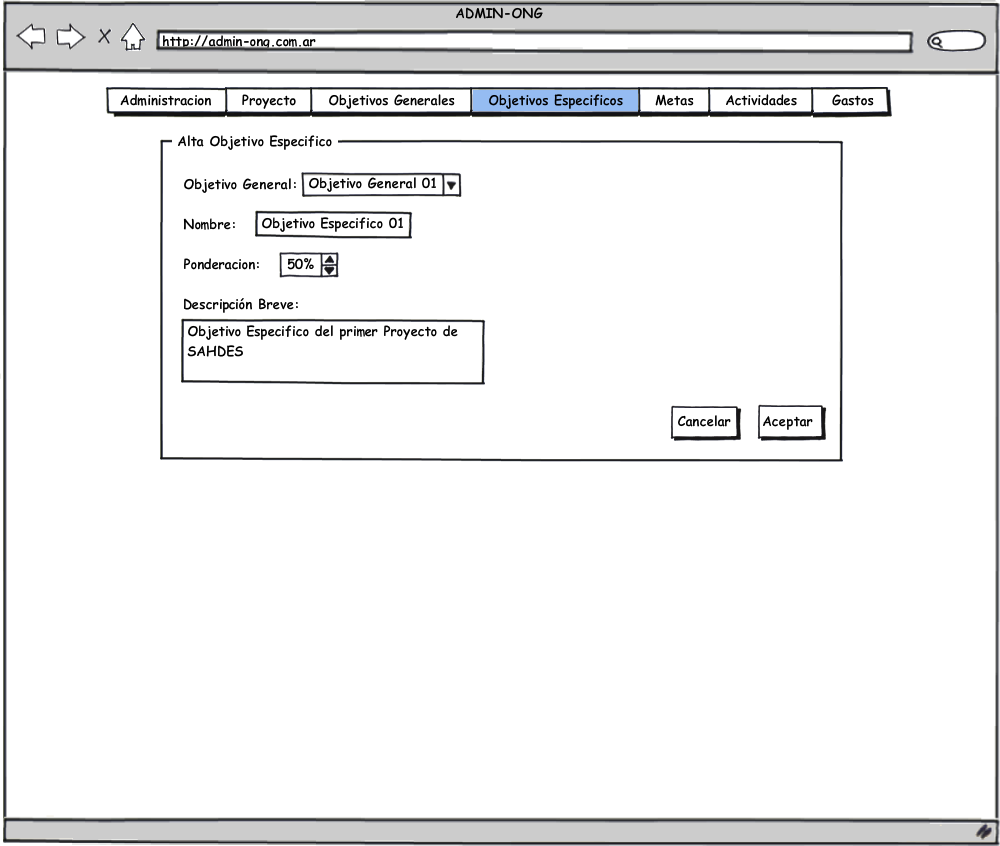 ADMIN-ONG
http://admin-ong.com.ar
Administracion Proyecto Objetivos Generales Objetivos Especificos Metas Actividades Gastos
Alta Objetivo Especifico
Objetivo General: Objetivo General 01
Nombre: Objetivo Especifico 01
Ponderacion: 50%
Descripción Breve:
Objetivo Especifico del primer Proyecto de
SAHDES
Cancelar Aceptar